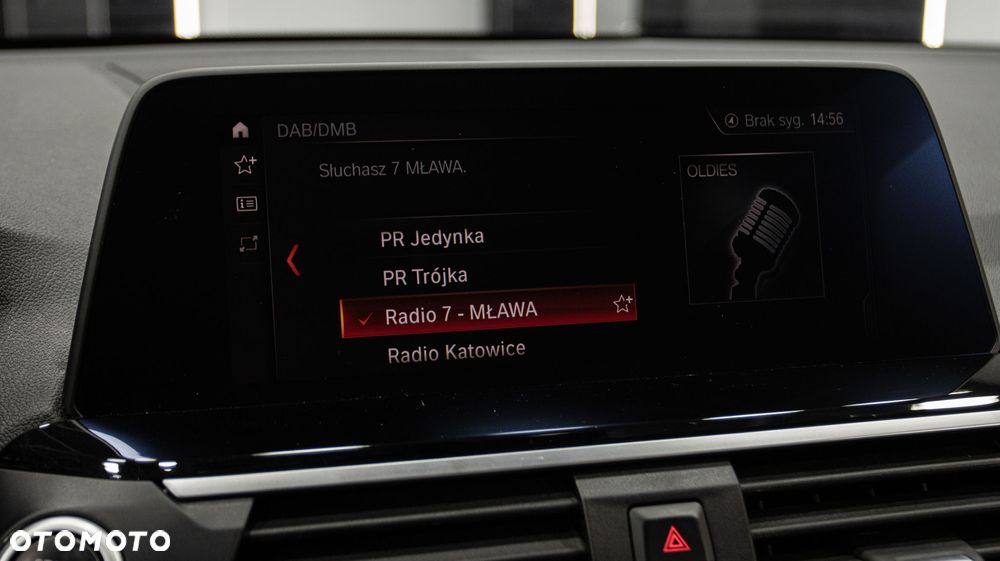 DAB/DMB
Brak syg. 14:56
Słuchasz 7 MŁAWA.
OLDIES
PR Jedynka
PR Trójka
Radio 7 - MŁAWA
Radio Katowice
OTOMOTO